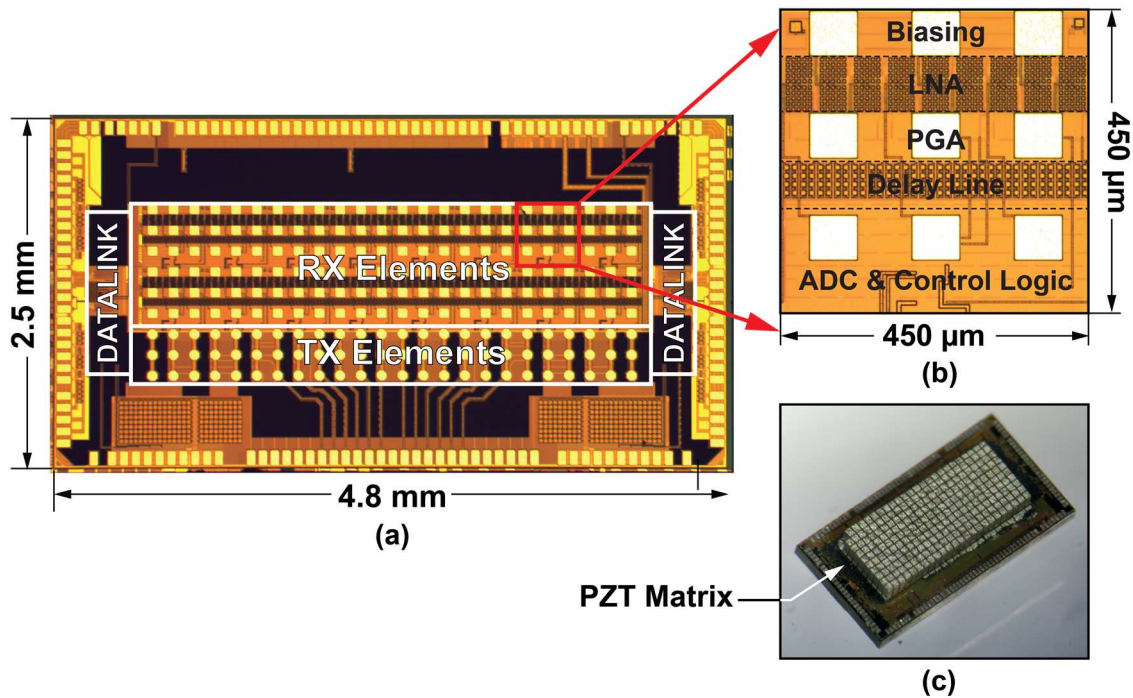 2.5 mm
DATALINK
RX Elements
TX Elements
DATALINK
4.8 mm
(a)
Biasing
LNA
PGA
Delay Line
ADC & Control Logic
450 µm
450 µm
(b)
PZT Matrix
(c)